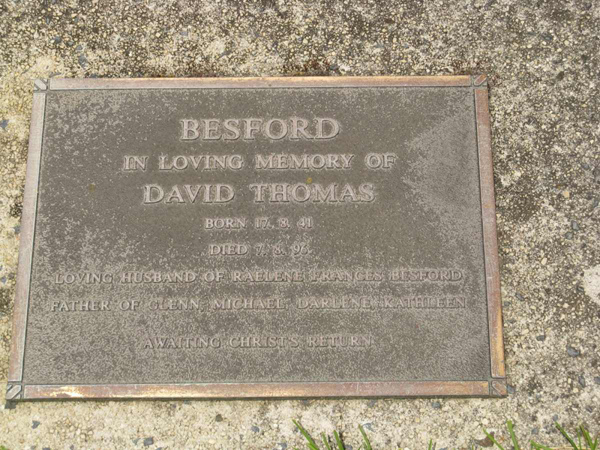 BESFORD
IN LOVING MEMORY OF
DAVID THOMAS
BORN 17. 3. 41
DIED 7. 8. 96
LOVING HUSBAND OF RAELENE FRANCES BESFORD
FATHER OF GLENN, MICHAEL, DARLENE, KATHLEEN
AWAITING CHRIST'S RETURN